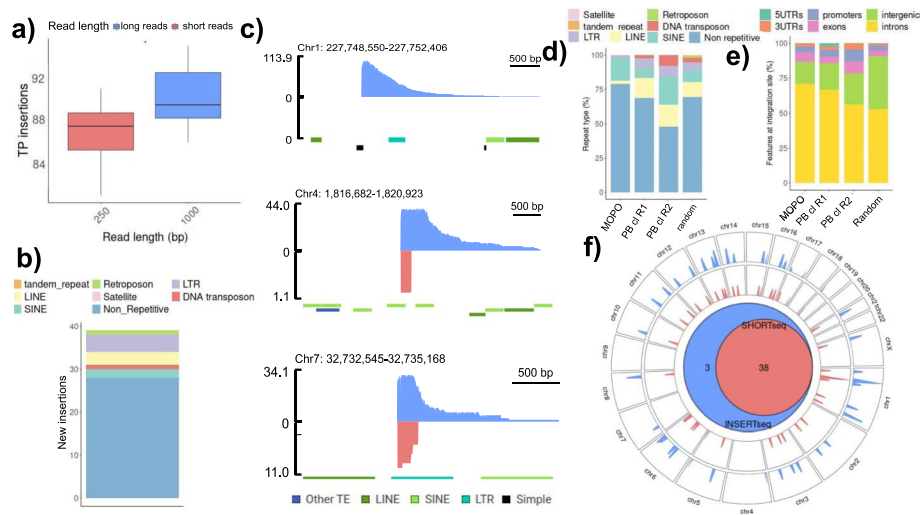 a)
Read length long reads short reads
TP insertions
92
88
84
250
1000
Read length (bp)
b)
tandem_repeat Retroposon LTR
LINE Satellite DNA transposon
SINE Non_Repetitive
New insertions
40
30
20
10
0
c)
Chr1: 227,748,550-227,752,406
113.9
500 bp
0
0
Chr4: 1,816,682-1,820,923
44.0
500 bp
0
1.1
Chr7: 32,732,545-32,735,168
34.1
500 bp
0
11.0
Other TE LINE SINE LTR Simple
d)
Satellite Retroposon
tandem_repeat DNA transposon
LTR LINE SINE Non repetitive
Repeat type (%)
100
75
50
25
0
MOPO
PB cl R1
PB cl R2
random
e)
5UTRs promoters intergenic
3UTRs exons introns
Features at integration site (%)
100
75
50
25
0
MOPO
PB cl R1
PB cl R2
Random
f)
chr1
chr2
chr3
chr4
chr5
chr6
chr7
chr8
chr9
chr10
chr11
chr12
chr13
chr14
chr15
chr16
chr17
chr18
chr19
chr20
chr21
chr22
chrX
SHORTseq
3
38
INSERTseq